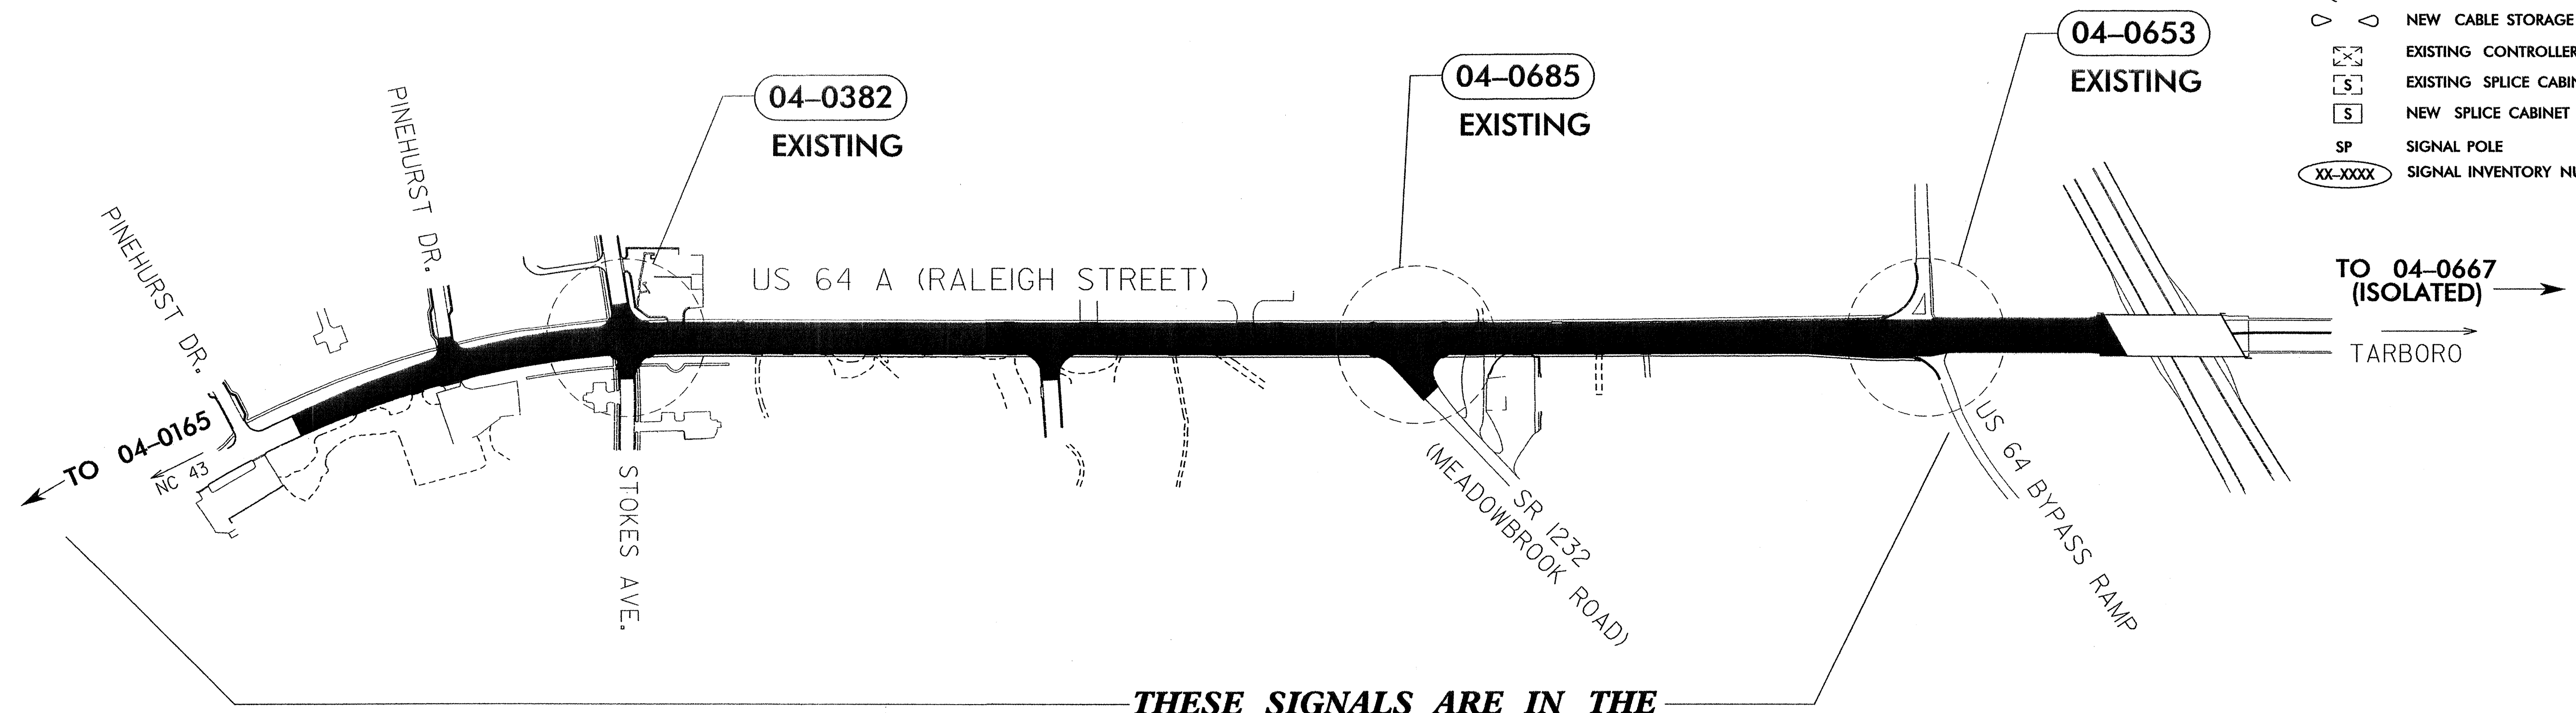 NEW CABLE STORAGE
EXISTING CONTROLLER
EXISTING SPLICE
S
NEW SPLICE CABINET
S
SP SIGNAL POLE
XX-XXXX SIGNAL INVENTORY
04-0382
EXISTING
04-0685
EXISTING
04-0653
EXISTING
PINEHURST DR.
PINEHURST DR.
US 64 A (RALEIGH STREET)
TO 04-0667
(ISOLATED)
TARBORO
TO 04-0165
NC 43
STOKES AVE.
SR 1232
(MEADOWBROOK ROAD)
US 64 BYPASS RAMP
THESE SIGNALS ARE IN THE